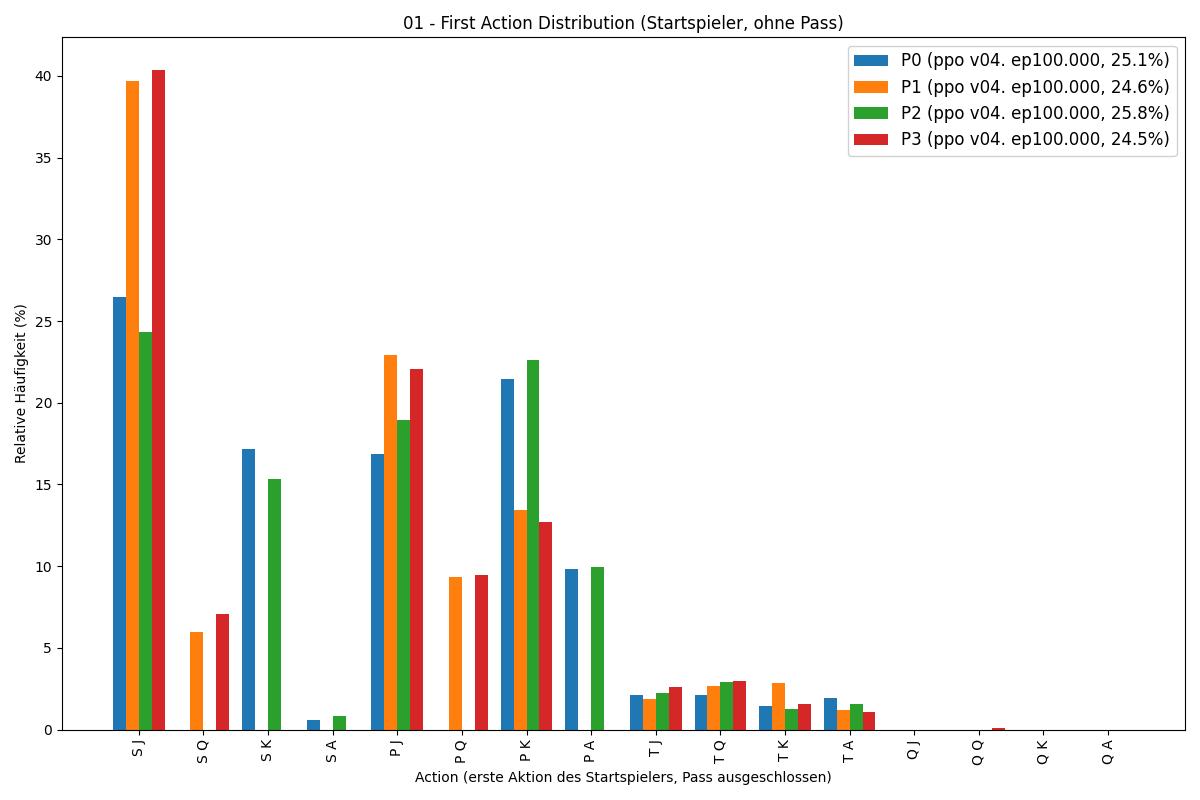 01 - First Action Distribution (Startspieler, ohne Pass)
P0 (ppo v04. ep100.000, 25.1%)
P1 (ppo v04. ep100.000, 24.6%)
P2 (ppo v04. ep100.000, 25.8%)
P3 (ppo v04. ep100.000, 24.5%)
Relative Häufigkeit (%)
40
35
30
25
20
15
10
5
0
S J
S Q
S K
S A
P J
P Q
P K
P A
T J
T Q
T K
T A
Q J
Q Q
Q K
Q A
Action (erste Aktion des Startspielers, Pass ausgeschlossen)